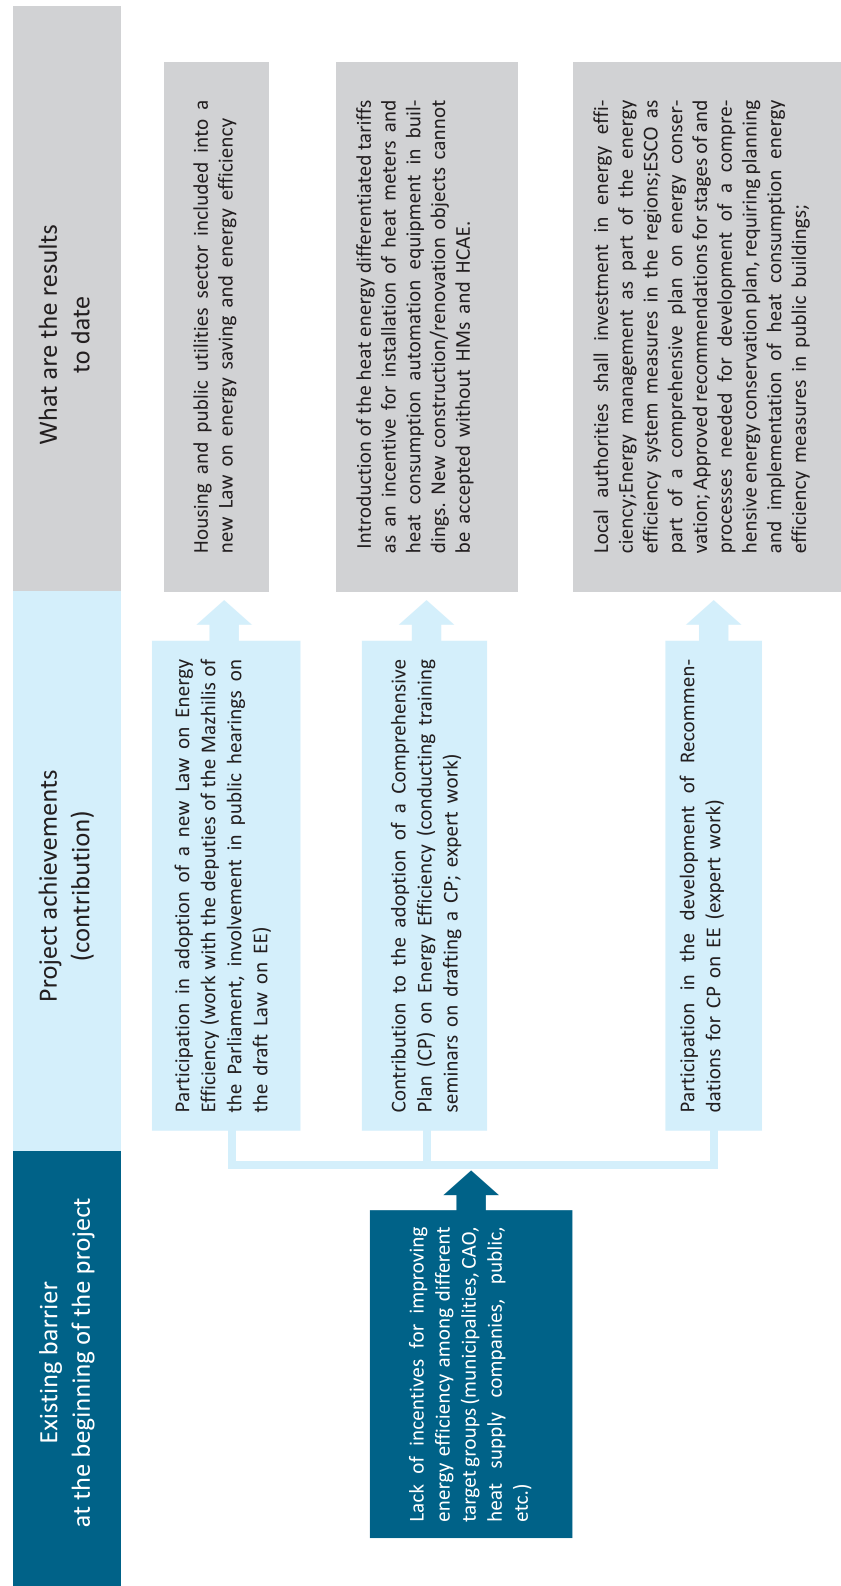 Existing barrier
at the beginning of the project
Project achievements
(contribution)
What are the results
to date
Lack of incentives for improving
energy efficiency among different
target groups (municipalities, CAO,
heat supply companies, public,
etc.)
Participation in adoption of a new Law on Energy
Efficiency (work with the deputies of the Mazhilis of
the Parliament, involvement in public hearings on
the draft Law on EE)
Housing and public utilities sector included into a
new Law on energy saving and energy efficiency
Contribution to the adoption of a Comprehensive
Plan (CP) on Energy Efficiency (conducting training
seminars on drafting a CP; expert work)
Introduction of the heat energy differentiated tariffs
as an incentive for installation of heat meters and
heat consumption automation equipment in buil-
dings. New construction/renovation objects cannot
be accepted without HMs and HCAE.
Participation in the development of Recommen-
dations for CP on EE (expert work)
Local authorities shall investment in energy effi-
ciency;Energy management as part of the energy
efficiency system measures in the regions;ESCO as
part of a comprehensive plan on energy conser-
vation; Approved recommendations for stages of and
processes needed for development of a compre-
hensive energy conservation plan, requiring planning
and implementation of heat consumption energy
efficiency measures in public buildings;